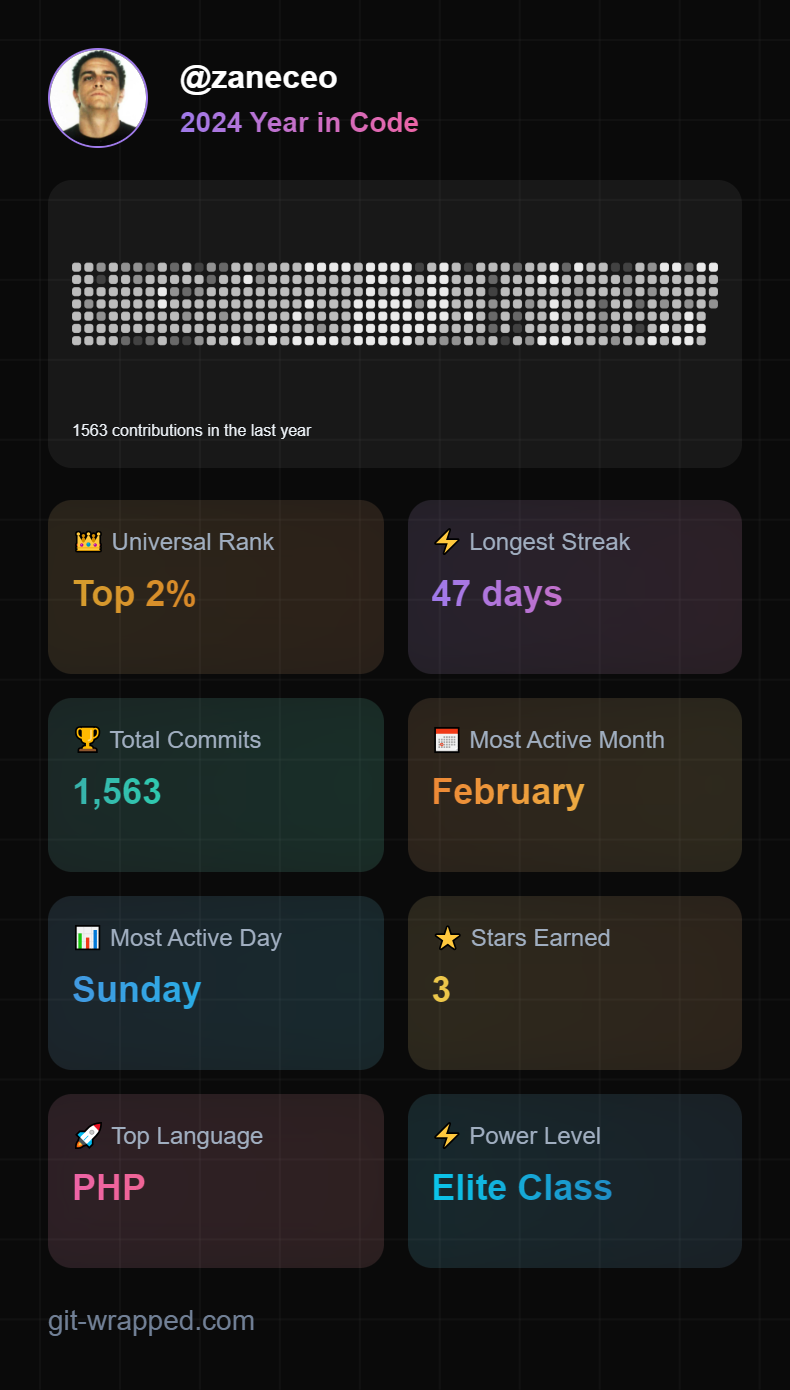 @zaneceo
2024 Year in Code
1563 contributions in the last year
Universal Rank
Top 2%
Longest Streak
47 days
Total Commits
1,563
Most Active Month
February
Most Active Day
Sunday
Stars Earned
3
Top Language
PHP
Power Level
Elite Class
git-wrapped.com